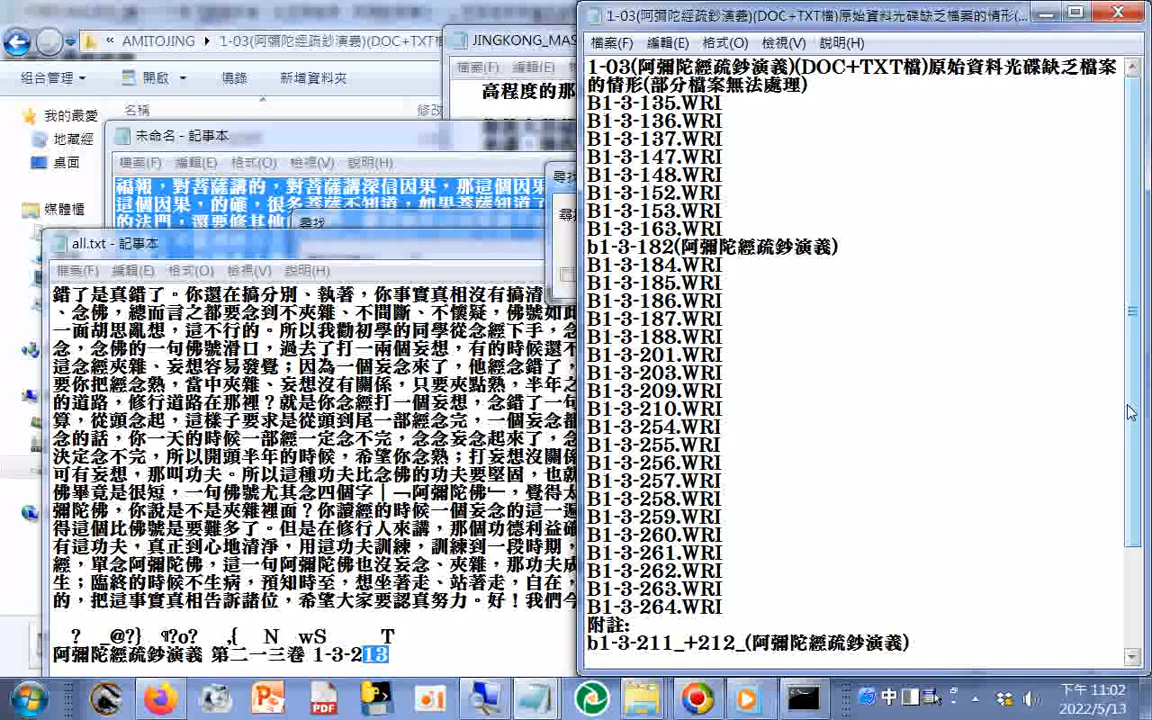 AMITOJING
1-03(阿彌陀經疏鈔演義)(DOC+TXT檔
組合管理
開啟
燒錄
新增資料夾
名稱
修改
我的最愛
地藏經
桌面
媒體櫃
JINGKONG_MAS
檔案(F) 編輯(E)
高程度的那
未命名 - 記事本
檔案(F) 編輯(E) 格式(O) 檢視(V) 說明(H)
福報，對菩薩講的，對菩薩講深信因果，那這個因果
這個因果，的確，很多菩薩不知道，如果菩薩知道了
的法門，還要修其他
尋找
all.txt - 記事本
檔案(F) 編輯(E) 格式(O) 檢視(V) 說明(H)
錯了是真錯了。你還在搞分別、執著，你事實真相沒有搞清
、念佛，總而言之都要念到不夾雜、不間斷、不懷疑，佛號如此
一面胡思亂想，這不行的。所以我勸初學的同學從念經下手，念
念，念佛的一句佛號滑口，過去了打一兩個妄想，有的時候還不
這念經夾雜、妄想容易發覺；因為一個妄念來了，他經念錯了，
要你把經念熟，當中夾雜、妄想沒有關係，只要夾點熟，半年之
的道路，修行道路在那裡？就是你念經打一個妄想，念錯了一句
算，從頭念起，這樣子要求是從頭到尾一部經念完，一個妄念都
念的話，你一天的時候一部經一定念不完，念念妄念起來了，念
決定念不完，所以開頭半年的時候，希望你念熟；打妄想沒關係
可有妄想，那叫功夫。所以這種功夫比念佛的功夫要堅固，也就
佛畢竟是很短，一句佛號尤其念四個字｜﹁阿彌陀佛﹂，覺得太
彌陀佛，你說是不是夾雜裡面？你讀經的時候一個妄念的這一遍
得這個比佛號是要難多了。但是在修行人來講，那個功德利益確
有這功夫，真正到心地清淨，用這功夫訓練，訓練到一段時期，
經，單念阿彌陀佛，這一句阿彌陀佛也沒妄念、夾雜，那功夫成
生；臨終的時候不生病，預知時至，想坐著走、站著走，自在，
的，把這事實真相告訴諸位，希望大家要認真努力。好！我們今
? _@?} ¶?o? ,{ N wS T
阿彌陀經疏鈔演義 第二一三卷 1-3-213
1-03(阿彌陀經疏鈔演義)(DOC+TXT檔)原始資料光碟缺乏檔案的情形(...
檔案(F) 編輯(E) 格式(O) 檢視(V) 說明(H)
1-03(阿彌陀經疏鈔演義)(DOC+TXT檔)原始資料光碟缺乏檔案
的情形(部分檔案無法處理)
B1-3-135.WRI
B1-3-136.WRI
B1-3-137.WRI
B1-3-147.WRI
B1-3-148.WRI
B1-3-152.WRI
B1-3-153.WRI
B1-3-163.WRI
b1-3-182(阿彌陀經疏鈔演義)
B1-3-184.WRI
B1-3-185.WRI
B1-3-186.WRI
B1-3-187.WRI
B1-3-188.WRI
B1-3-201.WRI
B1-3-203.WRI
B1-3-209.WRI
B1-3-210.WRI
B1-3-254.WRI
B1-3-255.WRI
B1-3-256.WRI
B1-3-257.WRI
B1-3-258.WRI
B1-3-259.WRI
B1-3-260.WRI
B1-3-261.WRI
B1-3-262.WRI
B1-3-263.WRI
B1-3-264.WRI
附註:
b1-3-211_+212_(阿彌陀經疏鈔演義)
PDF
中
下午 11:02
2022/5/13